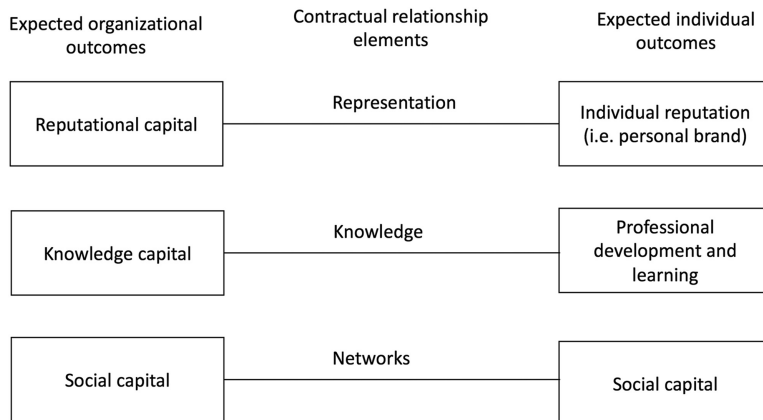 Expected organizational
outcomes
Contractual relationship
elements
Expected individual
outcomes
Reputational capital
Representation
Individual reputation
(i.e. personal brand)
Knowledge capital
Knowledge
Professional
development and
learning
Social capital
Networks
Social capital